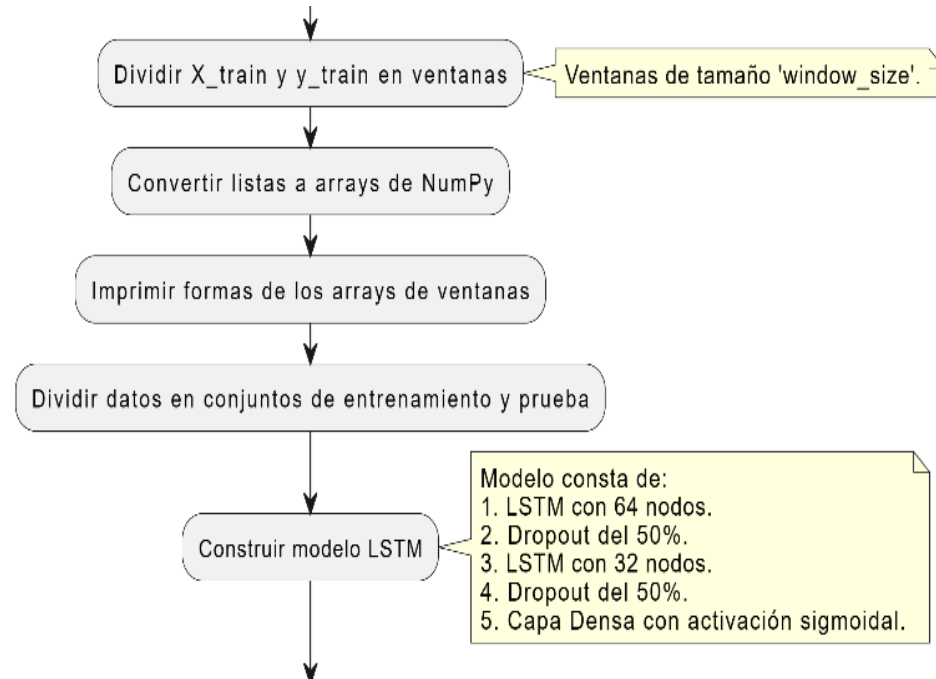 Dividir X_train y y_train en ventanas
Ventanas de tamaño 'window_size'.
Convertir listas a arrays de NumPy
Imprimir formas de los arrays de ventanas
Dividir datos en conjuntos de entrenamiento y prueba
Construir modelo LSTM
Modelo consta de:
1. LSTM con 64 nodos.
2. Dropout del 50%.
3. LSTM con 32 nodos.
4. Dropout del 50%.
5. Capa Densa con activación sigmoidal.